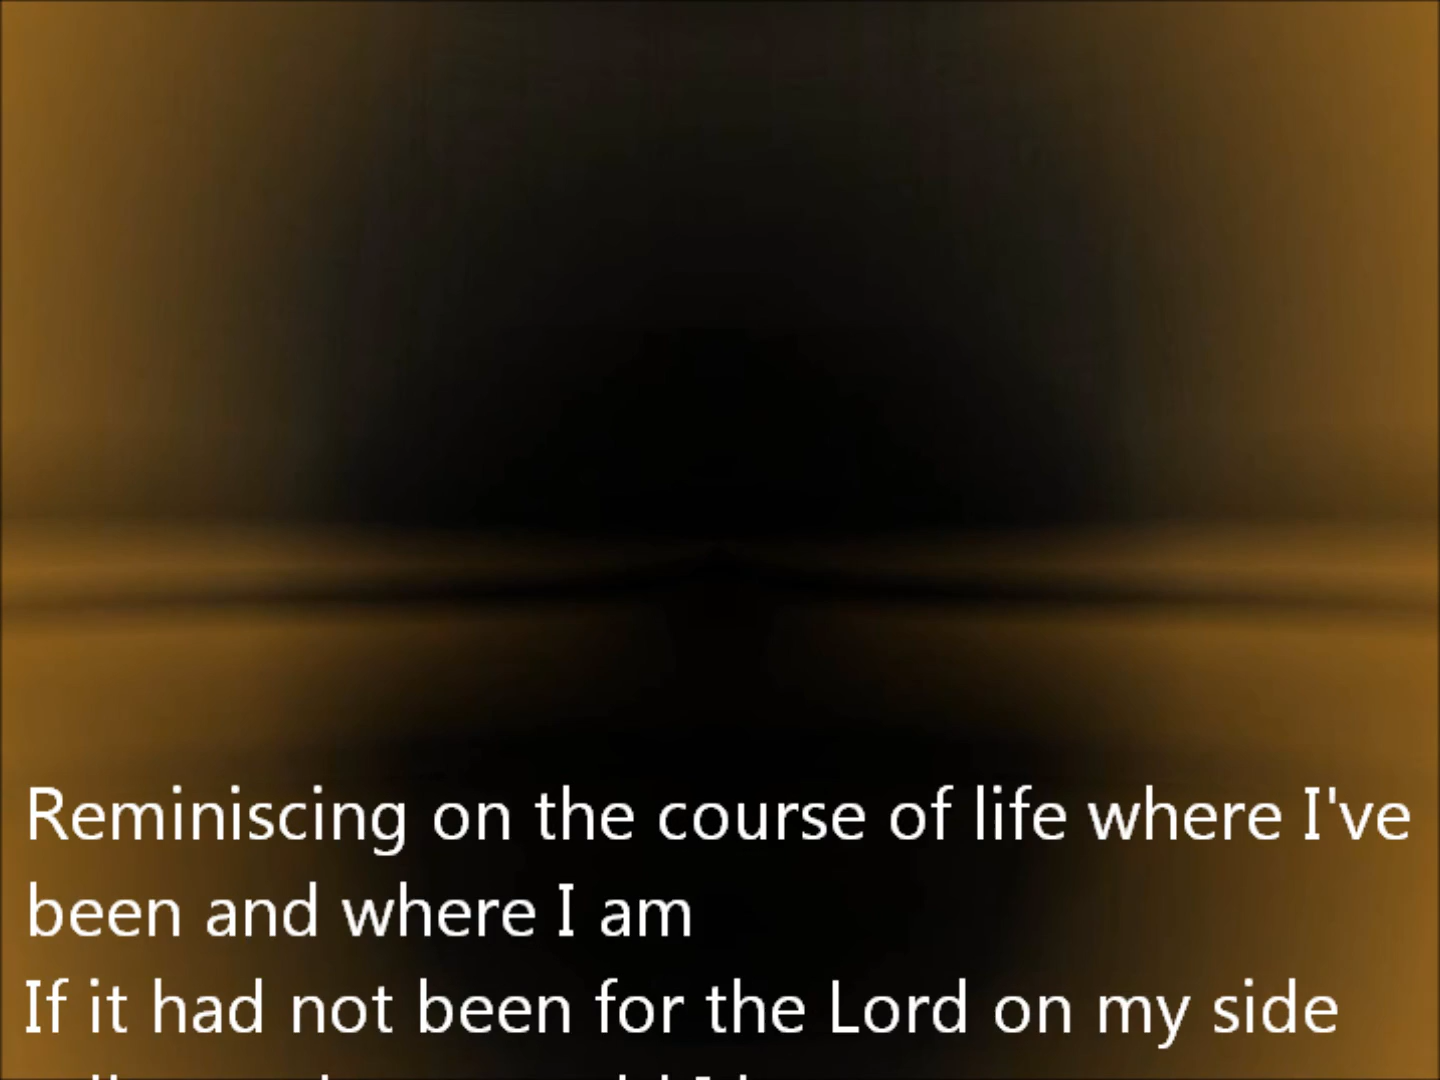 Reminiscing on the course of life where I've
been and where I am
If it had not been for the Lord on my side